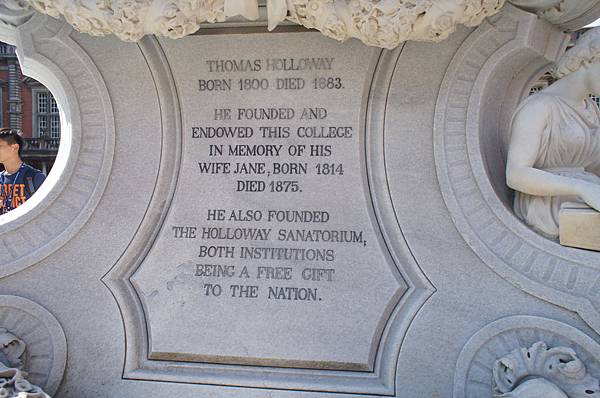 THOMAS HOLLOWAY
BORN 1800 DIED 1883.
HE FOUNDED AND
ENDOWED THIS COLLEGE
IN MEMORY OF HIS
WIFE JANE, BORN 1814
DIED 1875.
HE ALSO FOUNDED
THE HOLLOWAY SANATORIUM,
BOTH INSTITUTIONS
BEING A FREE GIFT
TO THE NATION.